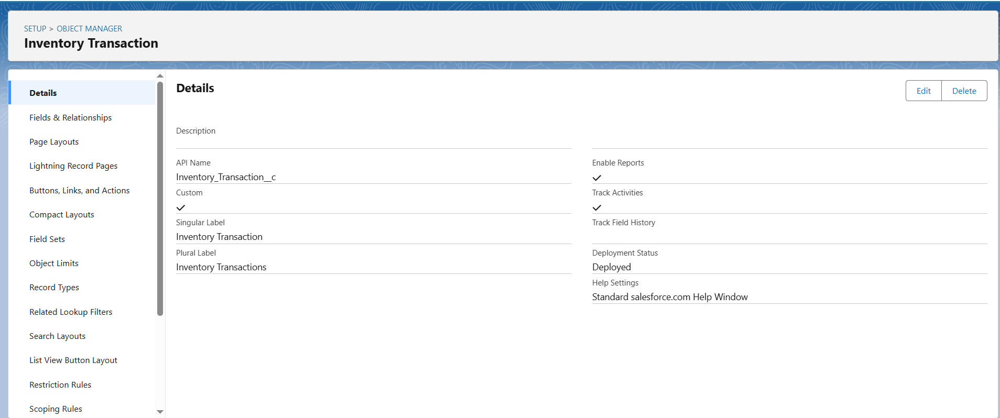 SETUP > OBJECT MANAGER
Inventory Transaction
Details
Fields & Relationships
Page Layouts
Lightning Record Pages
Buttons, Links, and Actions
Compact Layouts
Field Sets
Object Limits
Record Types
Related Lookup Filters
Search Layouts
List View Button Layout
Restriction Rules
Scoping Rules
Details
Edit
Delete
Description
API Name
Inventory_Transaction__c
Custom
Singular Label
Inventory Transaction
Plural Label
Inventory Transactions
Enable Reports
Track Activities
Track Field History
Deployment Status
Deployed
Help Settings
Standard salesforce.com Help Window